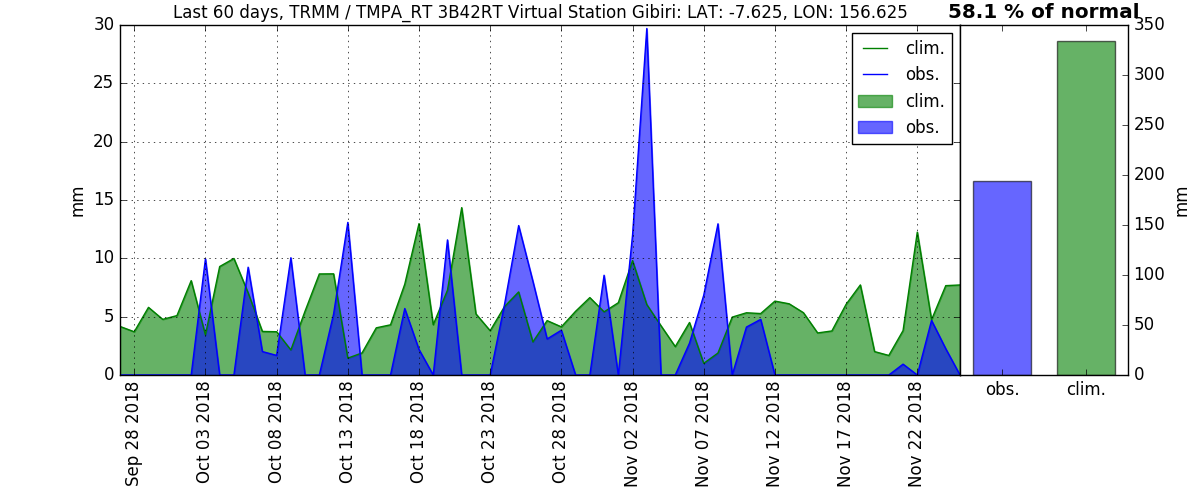 Last 60 days, TRMM / TMPA_RT 3B42RT Virtual Station Gibiri: LAT: -7.625, LON: 156.625
58.1 % of normal
30
25
20
15
10
5
0
mm
clim.
obs.
clim.
obs.
350
300
250
200
150
100
50
0
mm
obs.
clim.
Sep 28 2018
Oct 03 2018
Oct 08 2018
Oct 13 2018
Oct 18 2018
Oct 23 2018
Oct 28 2018
Nov 02 2018
Nov 07 2018
Nov 12 2018
Nov 17 2018
Nov 22 2018